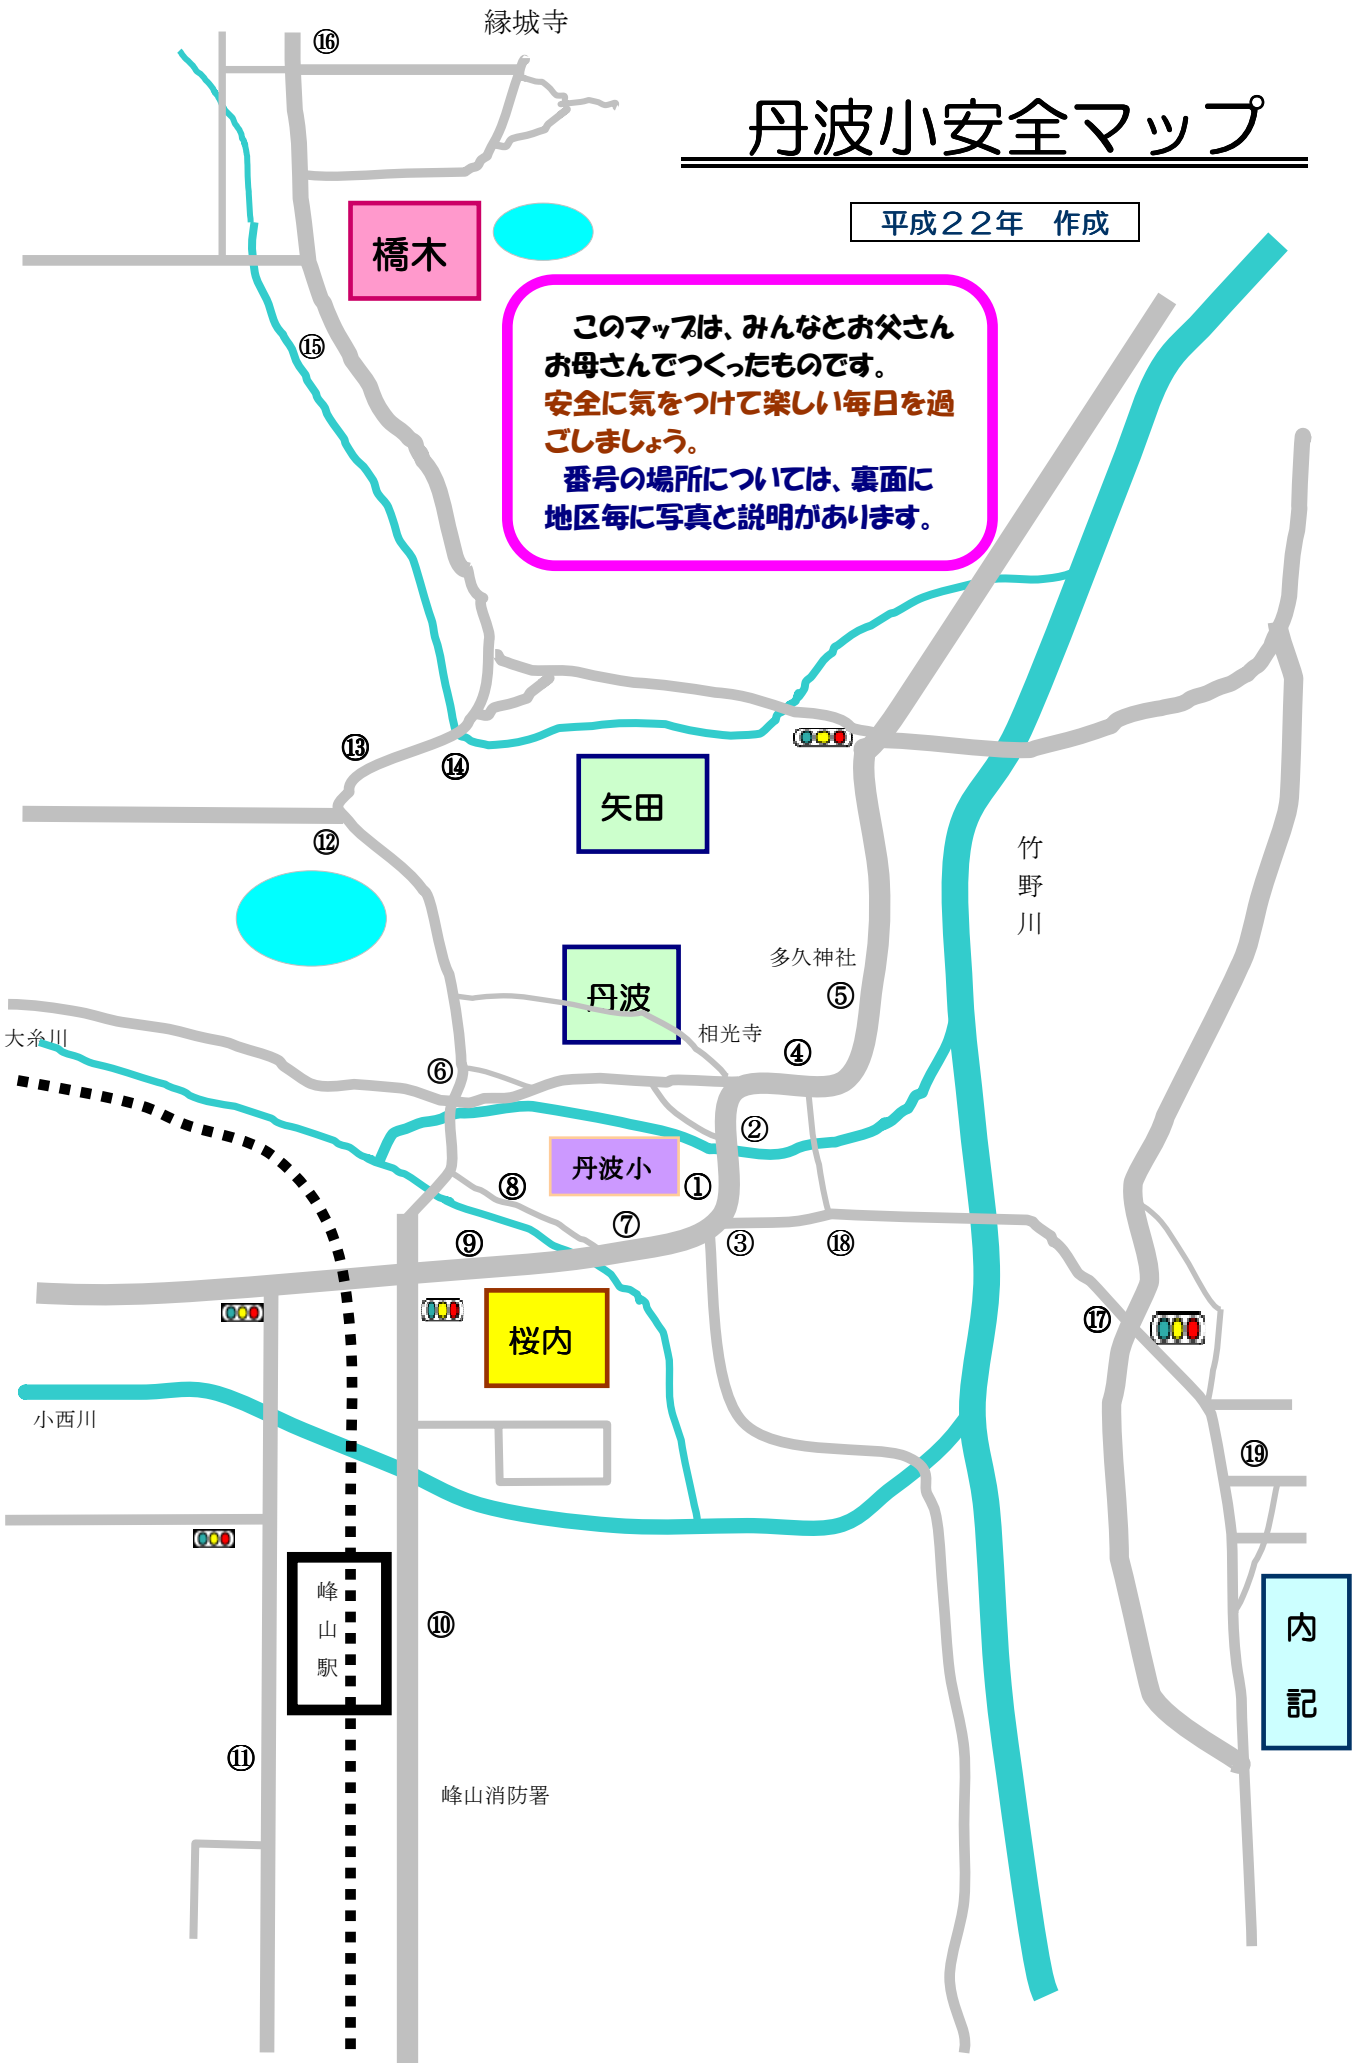 縁城寺
⑯
丹波小安全マップ
平成２２年　作成
橋木
このマップは、みんなとお父さん
お母さんでつくったものです。
安全に気をつけて楽しい毎日を過
ごしましょう。
番号の場所については、裏面に
地区毎に写真と説明があります。
⑮
⑬
⑭
矢田
⑫
竹
野
川
多久神社
⑤
丹波
相光寺
大糸川
④
⑥
②
丹波小
①
⑧
⑦
⑨
③
⑱
⑰
桜内
小西川
⑲
峰
山
駅
⑩
内
記
⑪
峰山消防署